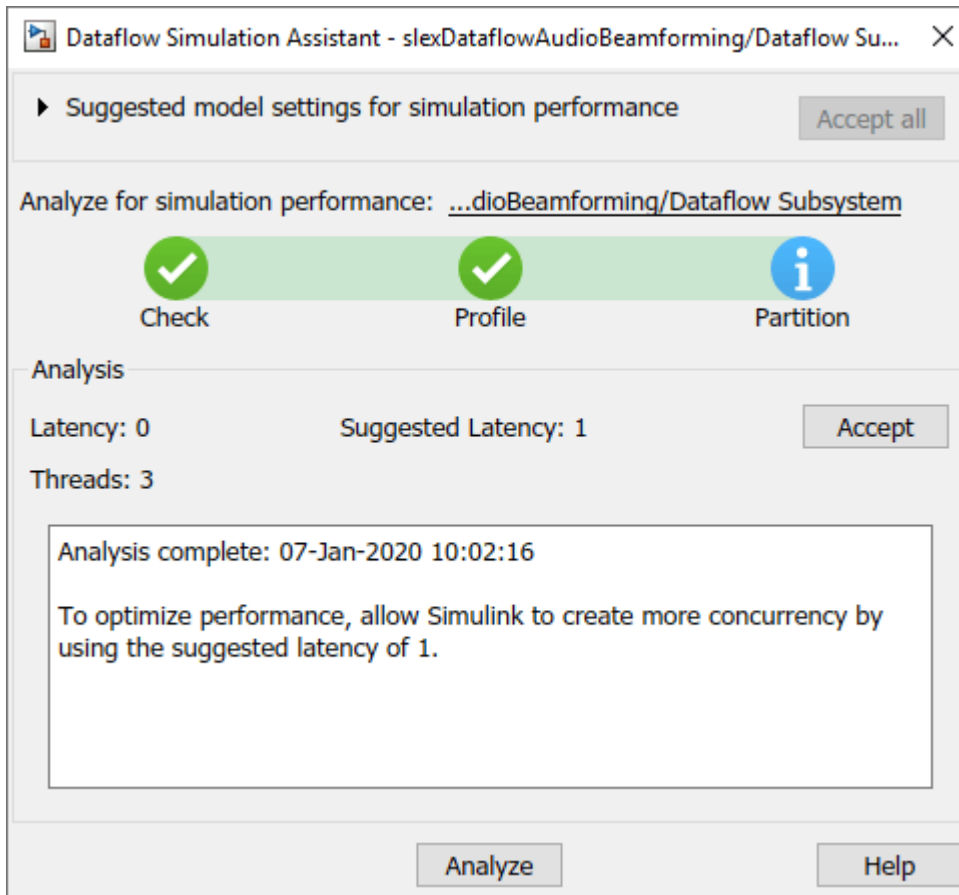 Dataflow Simulation Assistant - slexDataflowAudioBeamforming/Dataflow Su...
Suggested model settings for simulation performance
Accept all
Analyze for simulation performance: ...dioBeamforming/Dataflow Subsystem
Check Profile Partition
Analysis
Latency: 0 Suggested Latency: 1 Accept
Threads: 3
Analysis complete: 07-Jan-2020 10:02:16
To optimize performance, allow Simulink to create more concurrency by
using the suggested latency of 1.
Analyze Help